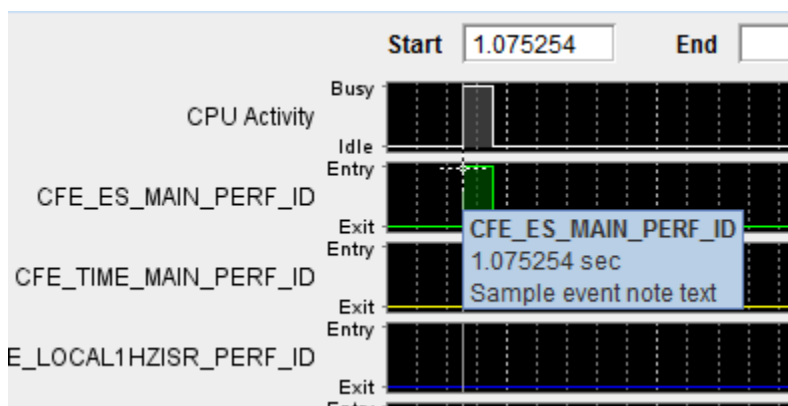 Start 1.075254 End
Busy
CPU Activity
Idle
Entry
CFE_ES_MAIN_PERF_ID
Exit
CFE_ES_MAIN_PERF_ID
1.075254 sec
Sample event note text
Entry
CFE_TIME_MAIN_PERF_ID
Exit
Entry
E_LOCAL1HZISR_PERF_ID
Exit